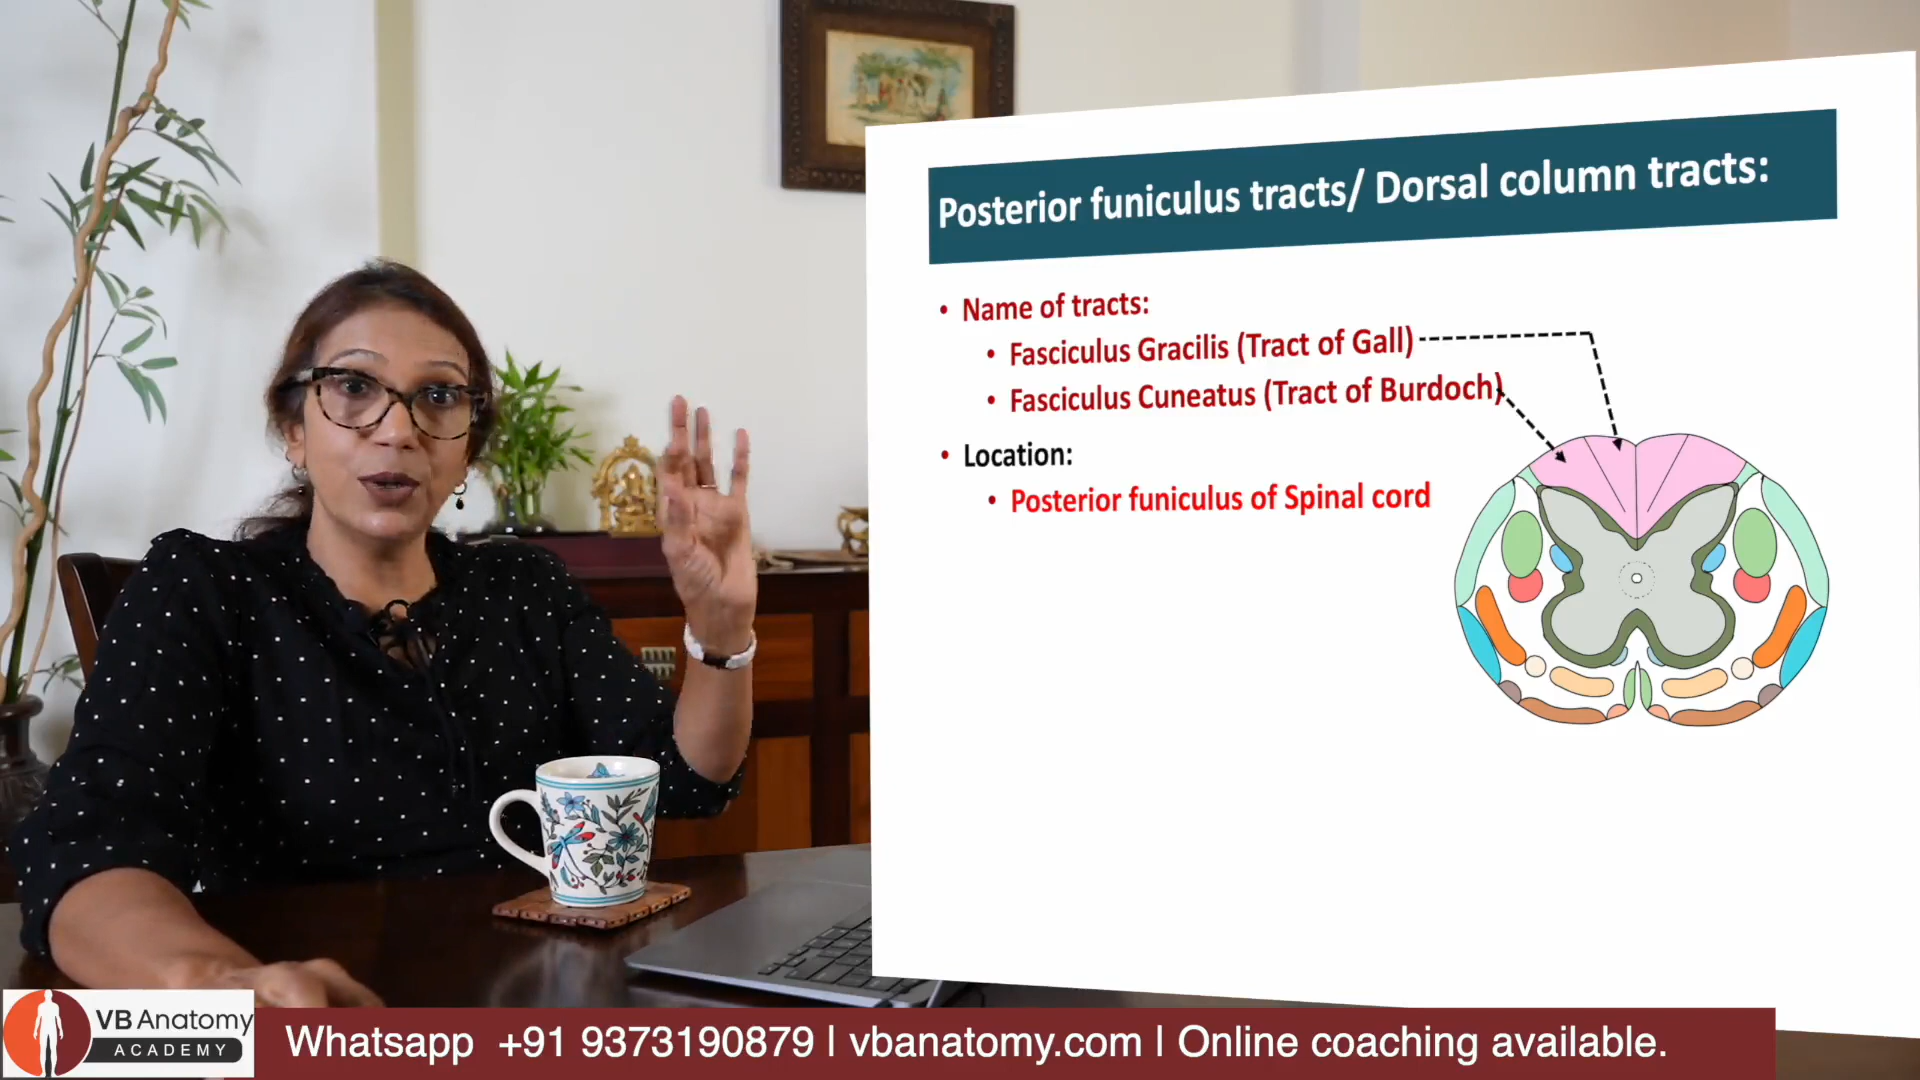 Posterior funiculus tracts/ Dorsal column tracts:
• Name of tracts:
• Fasciculus Gracilis (Tract of Gall)
• Fasciculus Cuneatus (Tract of Burdoch)
• Location:
• Posterior funiculus of Spinal cord
VB Anatomy
ACADEMY
Whatsapp +91 9373190879 | vbanatomy.com | Online coaching available.